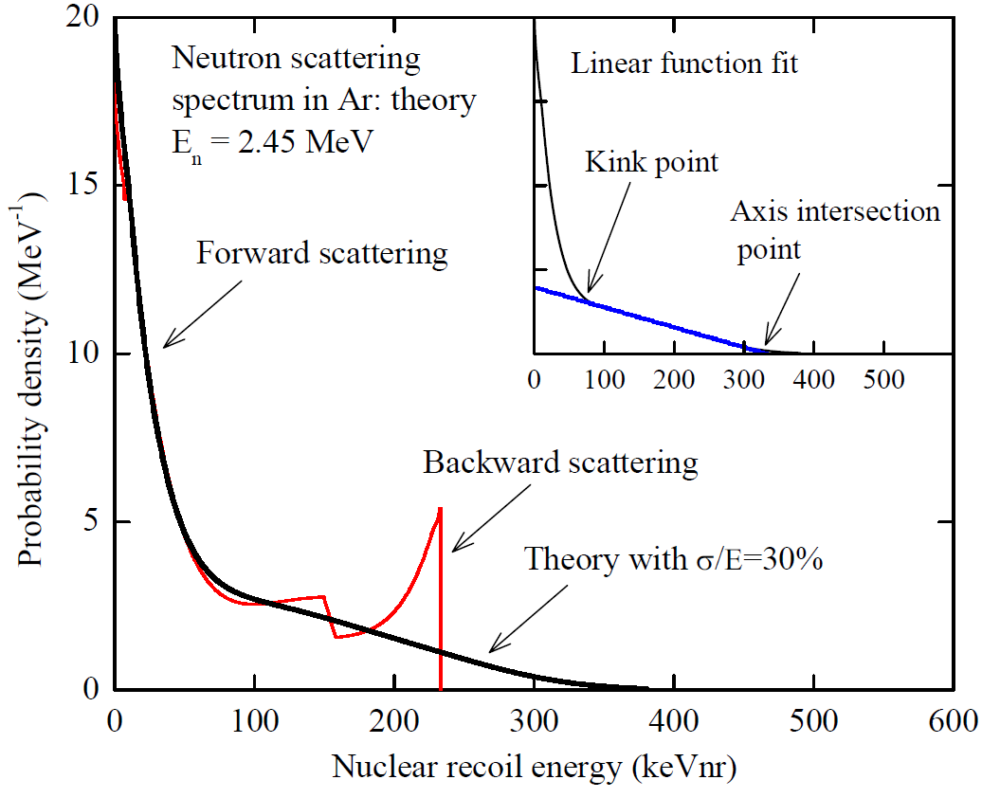 20
15
10
5
0
0
100
200
300
400
500
600
Probability density (MeV⁻¹)
Nuclear recoil energy (keVnr)
Neutron scattering
spectrum in Ar: theory
Eₙ = 2.45 MeV
Forward scattering
Backward scattering
Theory with σ/E=30%
Linear function fit
Kink point
Axis intersection
point
0
100
200
300
400
500